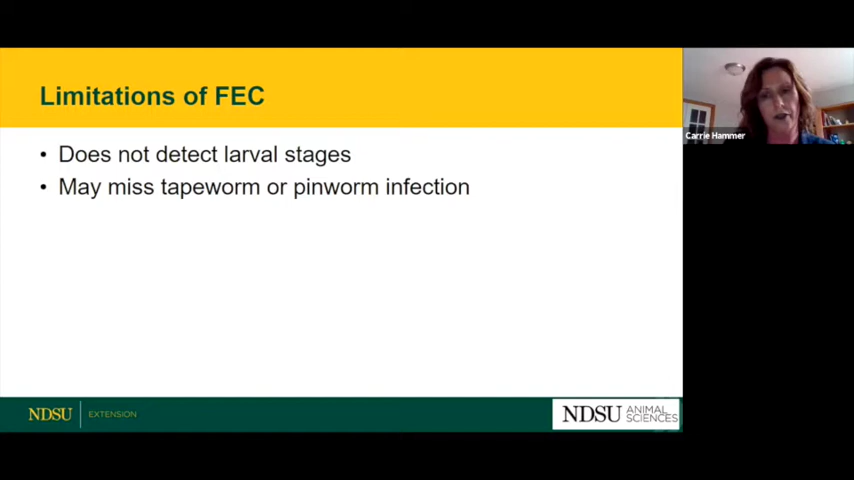 Limitations of FEC
Carrie Hammer
• Does not detect larval stages
• May miss tapeworm or pinworm infection
NDSU EXTENSION
NDSU ANIMAL SCIENCES